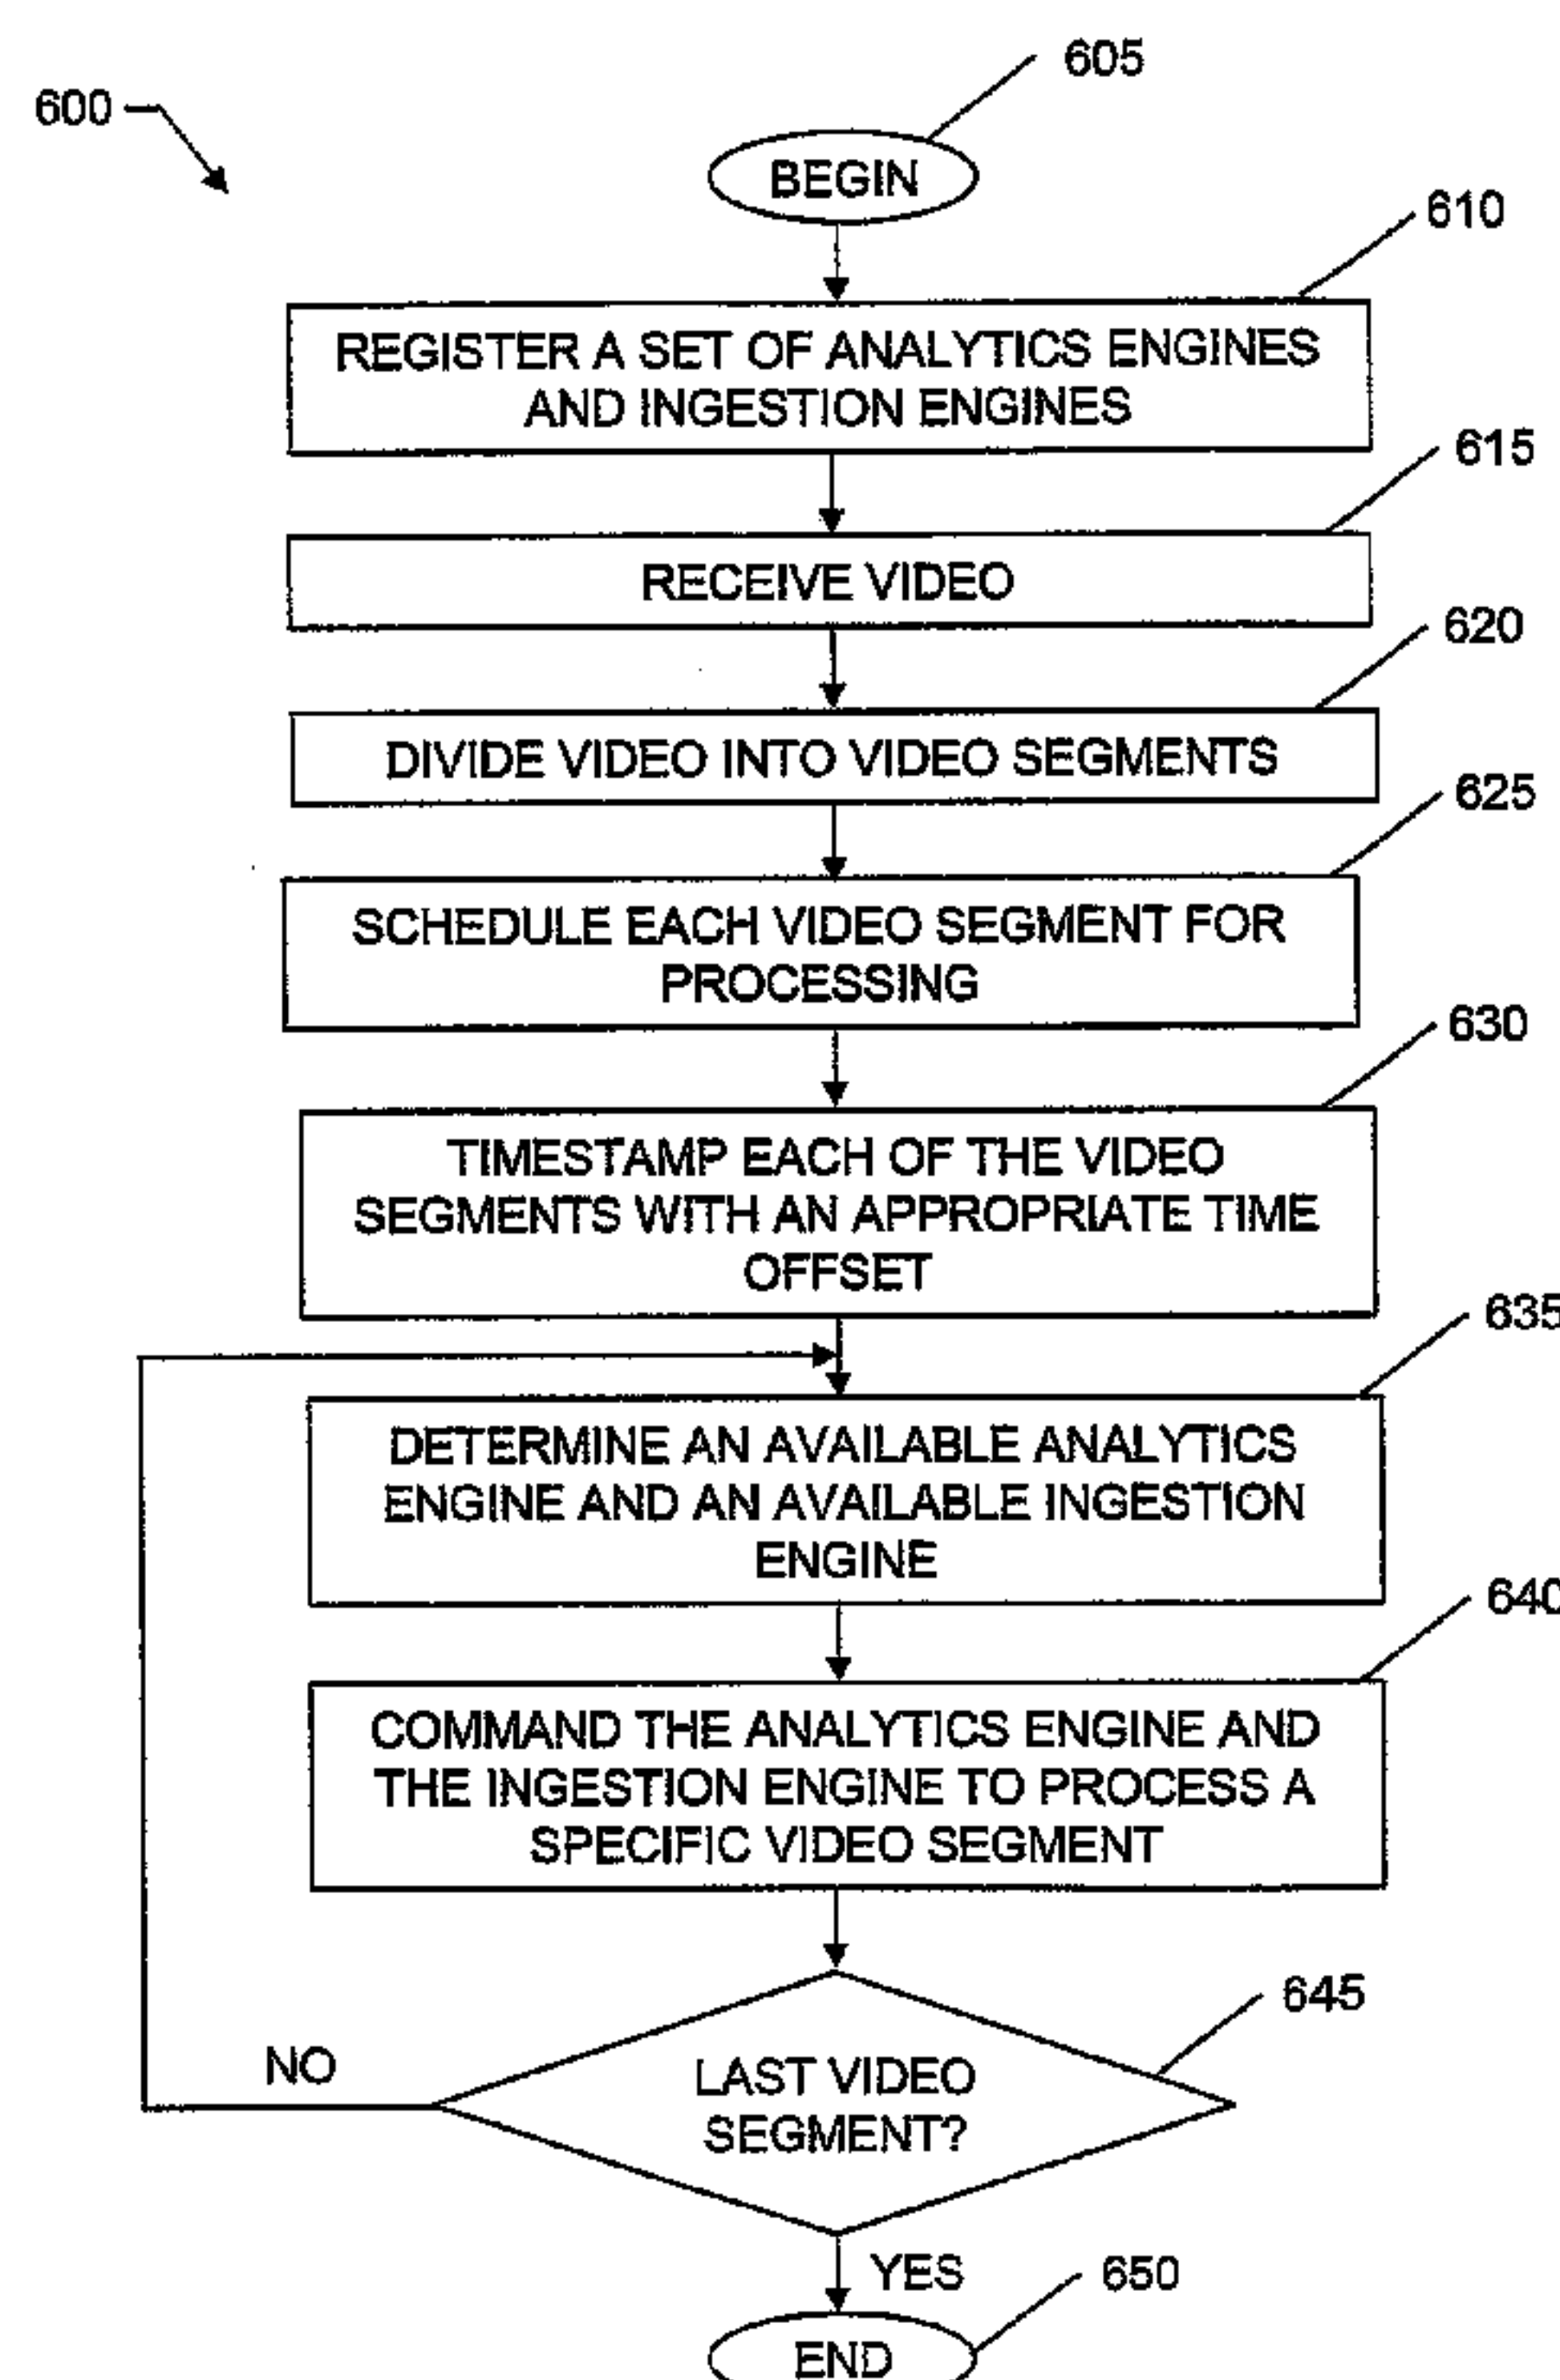 605
600
BEGIN
610
REGISTER A SET OF ANALYTICS ENGINES
AND INGESTION ENGINES
615
RECEIVE VIDEO
620
DIVIDE VIDEO INTO VIDEO SEGMENTS
625
SCHEDULE EACH VIDEO SEGMENT FOR
PROCESSING
630
TIMESTAMP EACH OF THE VIDEO
SEGMENTS WITH AN APPROPRIATE TIME
OFFSET
635
DETERMINE AN AVAILABLE ANALYTICS
ENGINE AND AN AVAILABLE INGESTION
ENGINE
640
COMMAND THE ANALYTICS ENGINE AND
THE INGESTION ENGINE TO PROCESS A
SPECIFIC VIDEO SEGMENT
645
NO
LAST VIDEO
SEGMENT?
YES
650
END